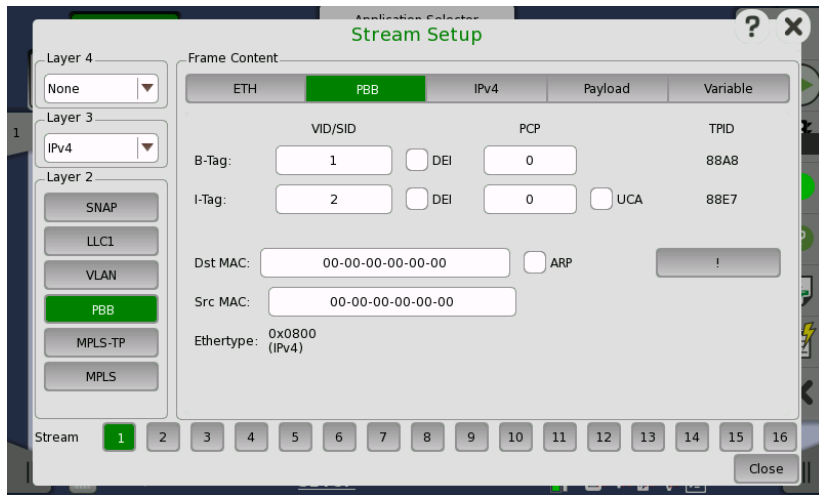 Application Selector
Stream Setup
? X
Layer 4
None
Layer 3
IPv4
Layer 2
SNAP
LLC1
VLAN
PBB
MPLS-TP
MPLS
Frame Content
ETH PBB IPv4 Payload Variable
VID/SID PCP TPID
B-Tag: 1 DEI 0 88A8
I-Tag: 2 DEI 0 UCA 88E7
Dst MAC: 00-00-00-00-00-00 ARP !
Src MAC: 00-00-00-00-00-00
Ethertype: 0x0800
(IPv4)
Stream 1 2 3 4 5 6 7 8 9 10 11 12 13 14 15 16
Close
1